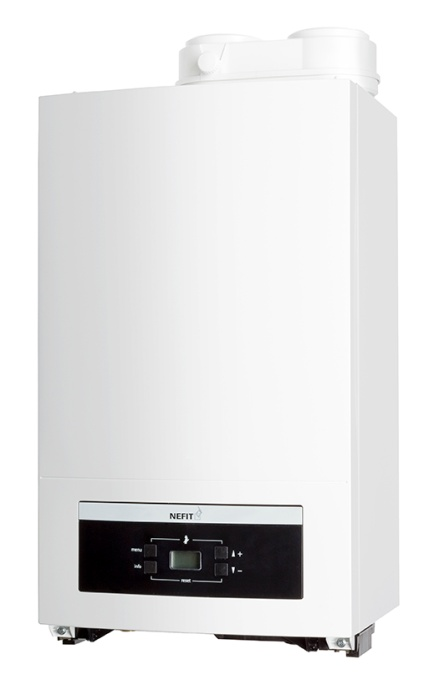 NEFIT
menu ▲ +
info ▼ −
reset